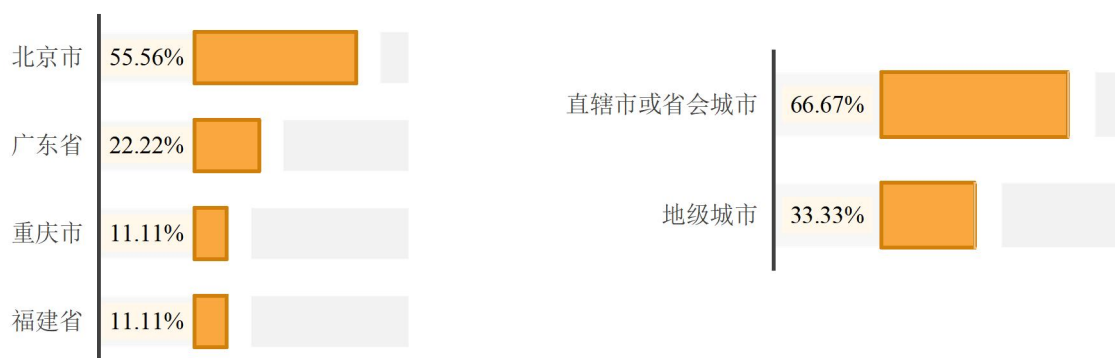 北京市 55.56%
广东省 22.22%
重庆市 11.11%
福建省 11.11%
直辖市或省会城市 66.67%
地级城市 33.33%